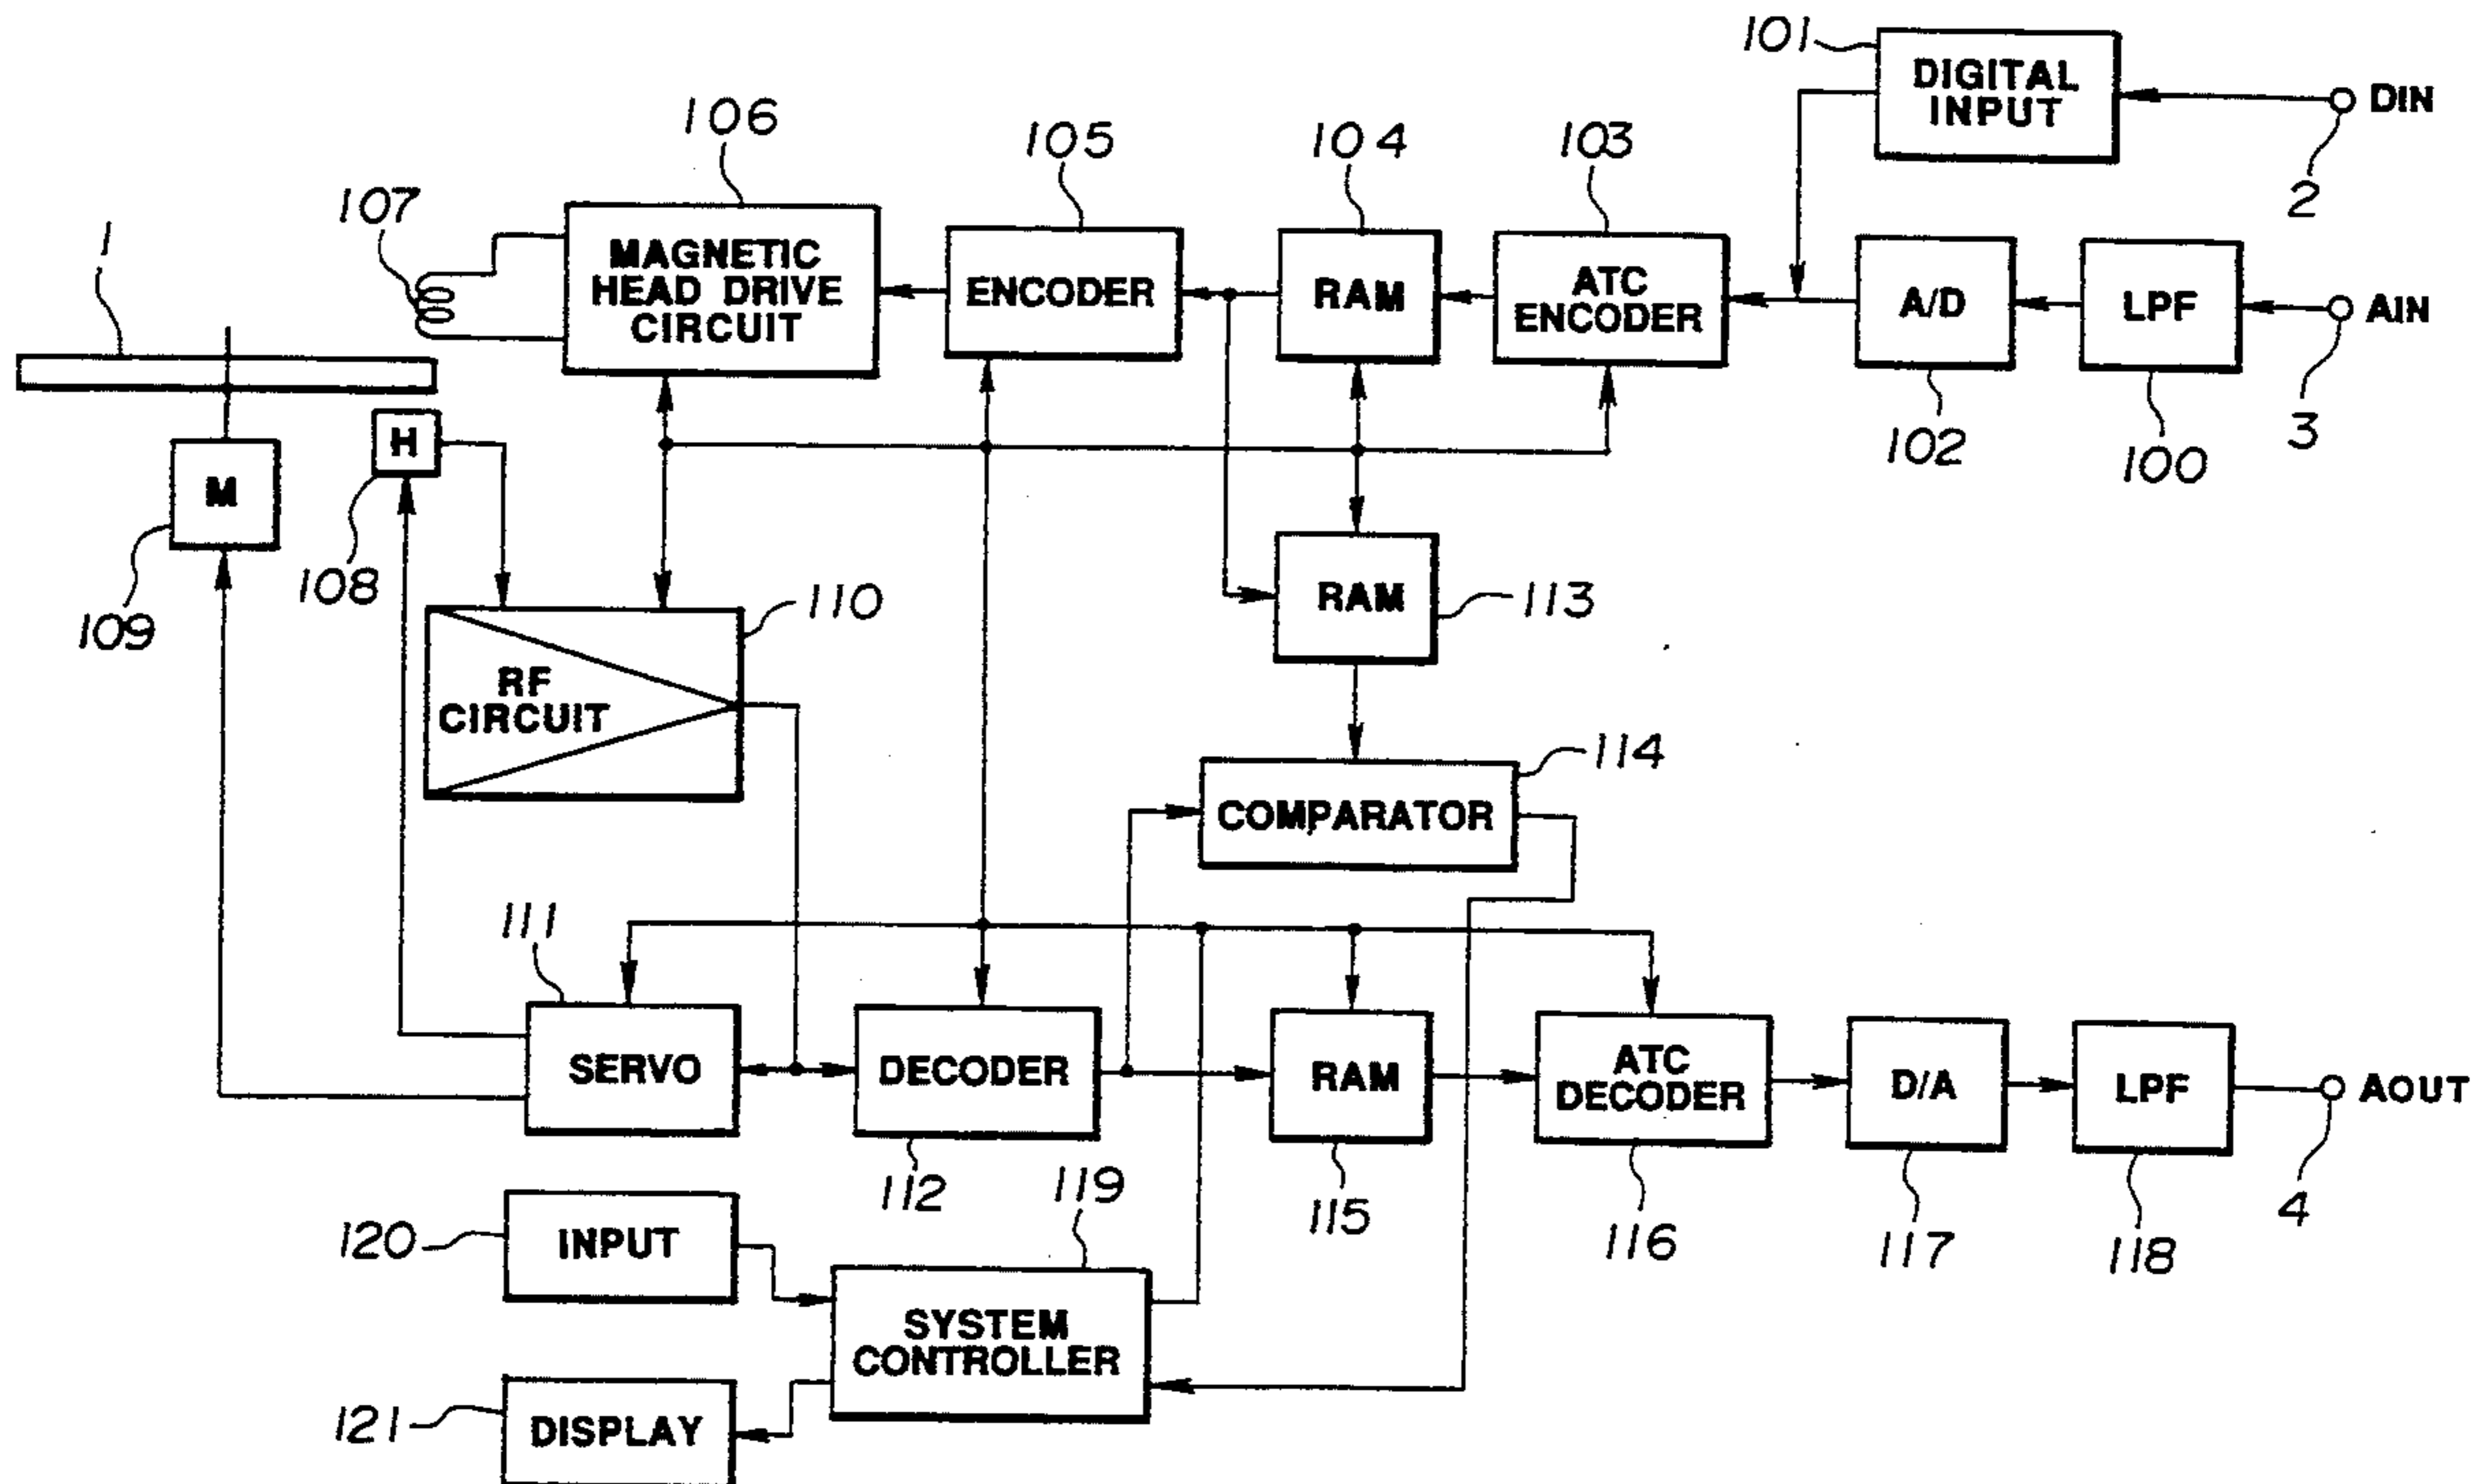 101
DIGITAL
INPUT
DIN
2
106
105
104
103
107
1
MAGNETIC
HEAD DRIVE
CIRCUIT
ENCODER
RAM
ATC
ENCODER
A/D
LPF
AIN
3
102
100
H
M
108
109
110
RF
CIRCUIT
RAM
113
114
COMPARATOR
111
SERVO
DECODER
RAM
ATC
DECODER
D/A
LPF
AOUT
4
112
119
115
116
117
118
120
INPUT
SYSTEM
CONTROLLER
121
DISPLAY